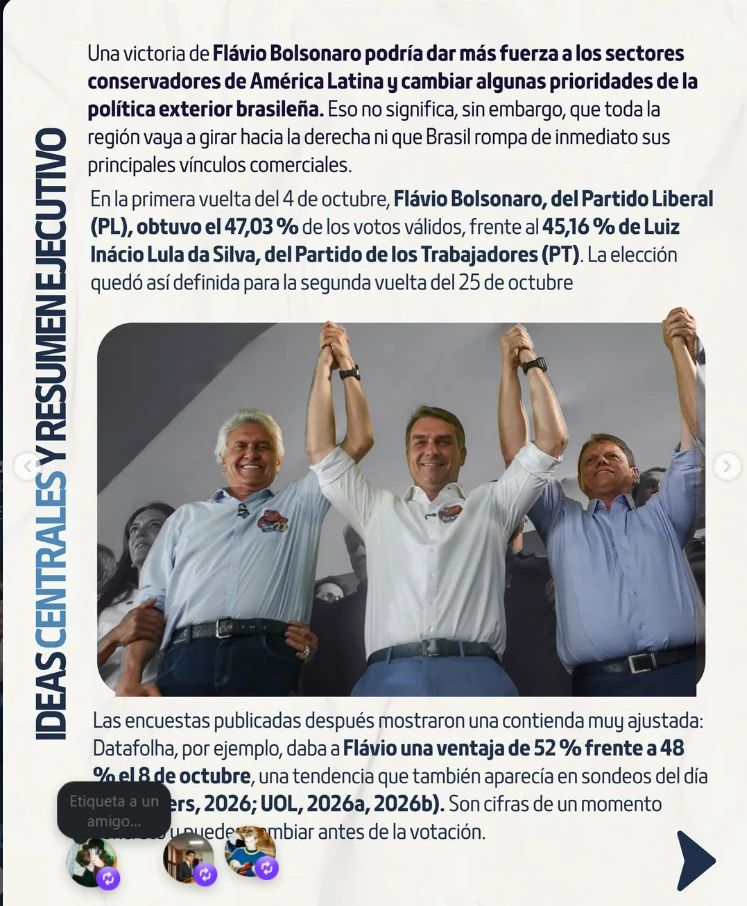 Una victoria de Flávio Bolsonaro podría dar más fuerza a los sectores
conservadores de América Latina y cambiar algunas prioridades de la
política exterior brasileña. Eso no significa, sin embargo, que toda la
región vaya a girar hacia la derecha ni que Brasil rompa de inmediato sus
principales vínculos comerciales.
En la primera vuelta del 4 de octubre, Flávio Bolsonaro, del Partido Liberal
(PL), obtuvo el 47,03 % de los votos válidos, frente al 45,16 % de Luiz
Inácio Lula da Silva, del Partido de los Trabajadores (PT). La elección
quedó así definida para la segunda vuelta del 25 de octubre
IDEAS CENTRALES Y RESUMEN EJECUTIVO
Las encuestas publicadas después mostraron una contienda muy ajustada:
Datafolha, por ejemplo, daba a Flávio una ventaja de 52 % frente a 48
% el 8 de octubre, una tendencia que también aparecía en sondeos del día
2026; UOL, 2026a, 2026b). Son cifras de un momento
antes de la votación.
Etiqueta a un
amigo...